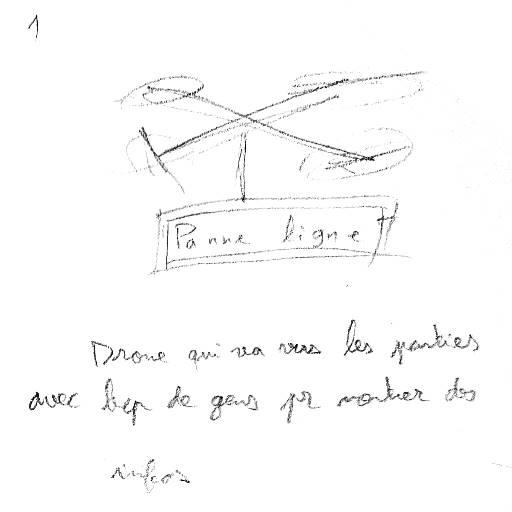 1
Panne ligne
Drone qui va vers les parties
avec bcp de gens pr montrer des
infos